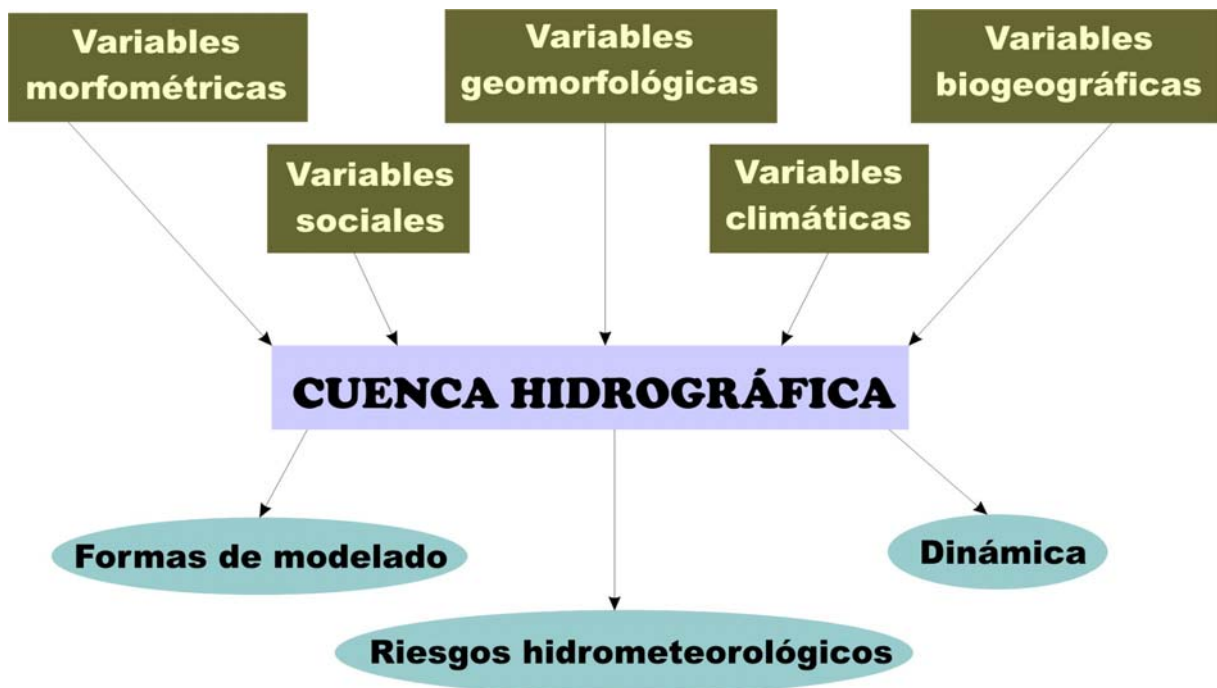 Variables
morfométricas
Variables
geomorfológicas
Variables
biogeográficas
Variables
sociales
Variables
climáticas
CUENCA HIDROGRÁFICA
Formas de modelado
Dinámica
Riesgos hidrometeorológicos